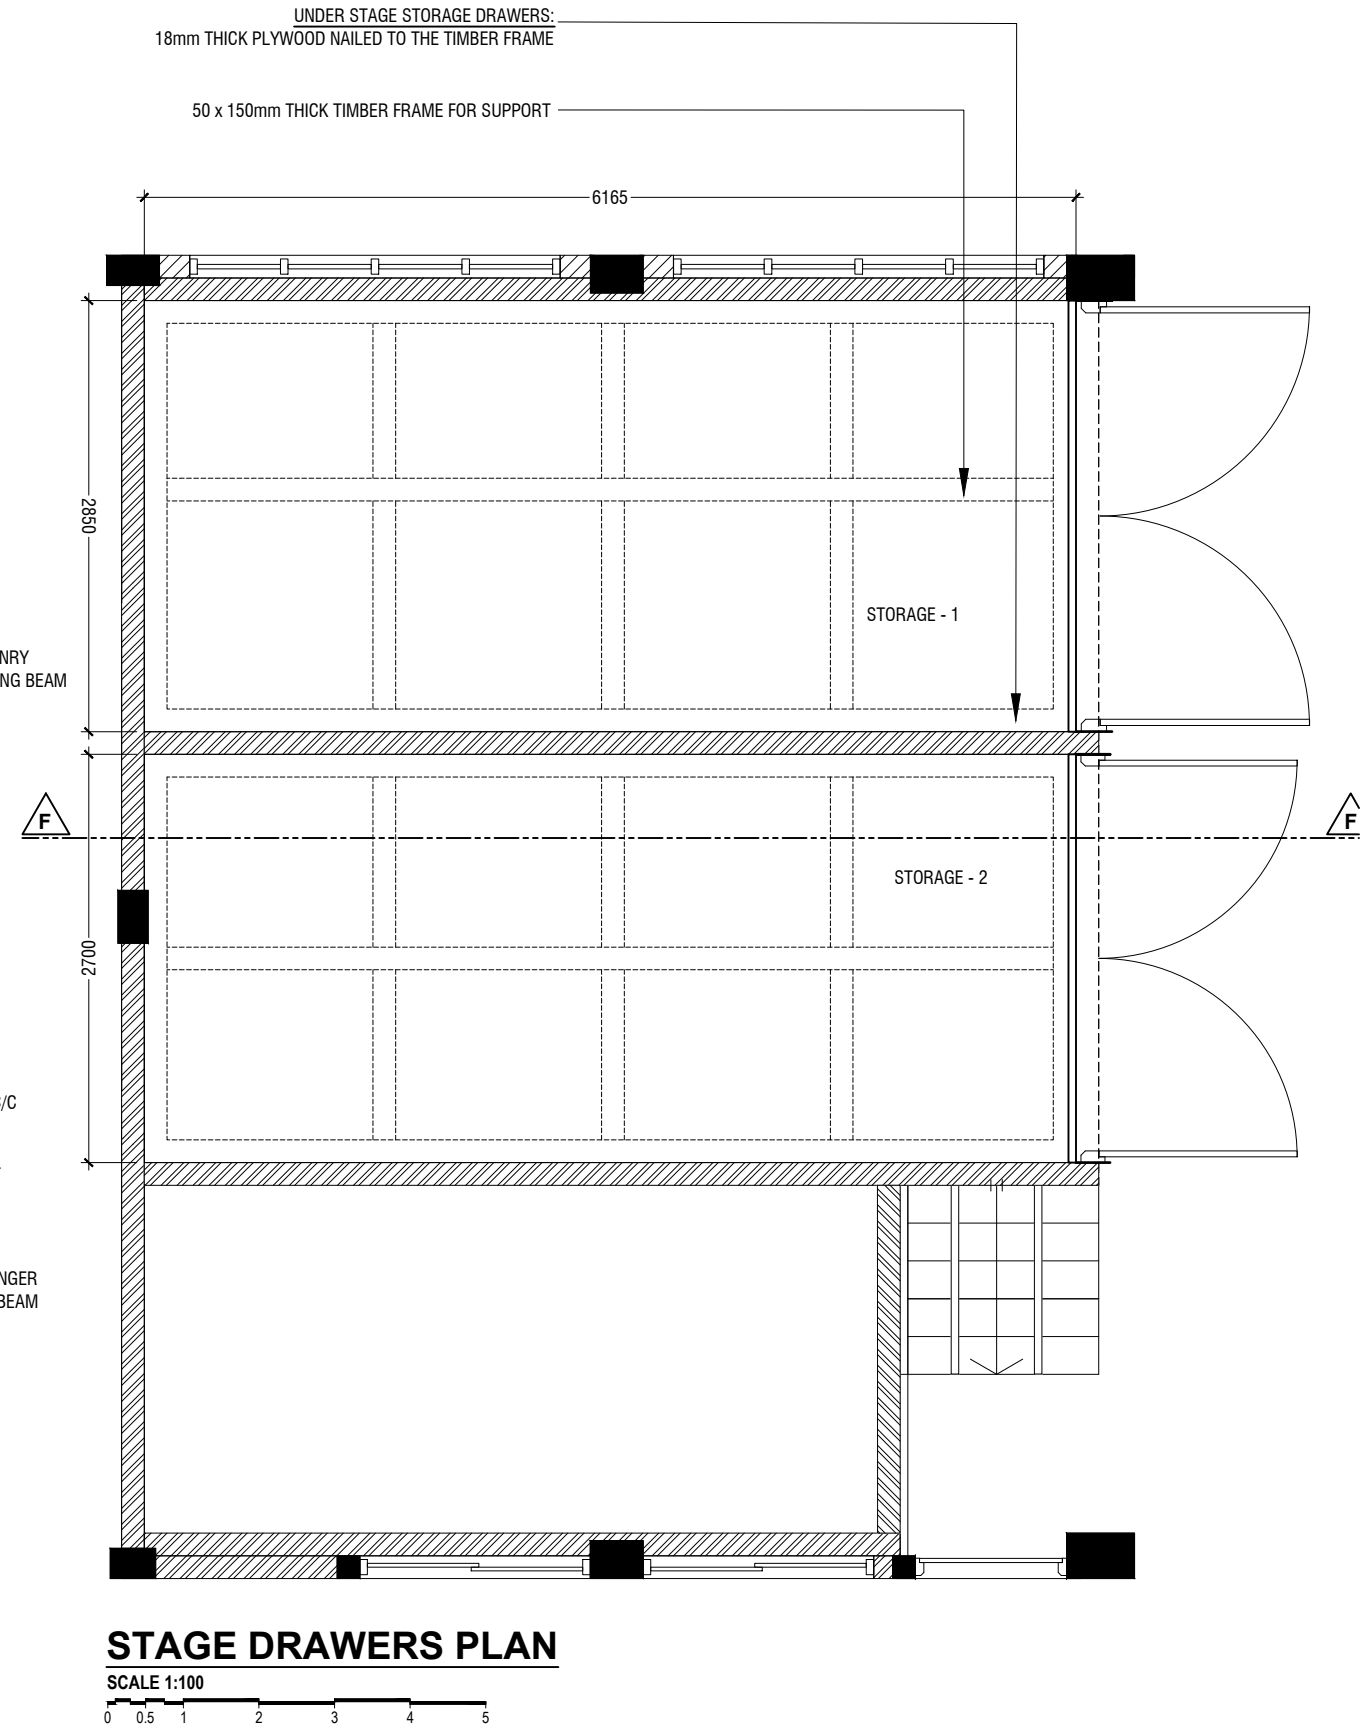 UNDER STAGE STORAGE DRAWERS:
18mm THICK PLYWOOD NAILED TO THE TIMBER FRAME
50 x 150mm THICK TIMBER FRAME FOR SUPPORT
6165
2850
STORAGE - 1
NRY
NG BEAM
F
F
STORAGE - 2
2700
/C
NGER
BEAM
STAGE DRAWERS PLAN
SCALE 1:100
0 0.5 1 2 3 4 5